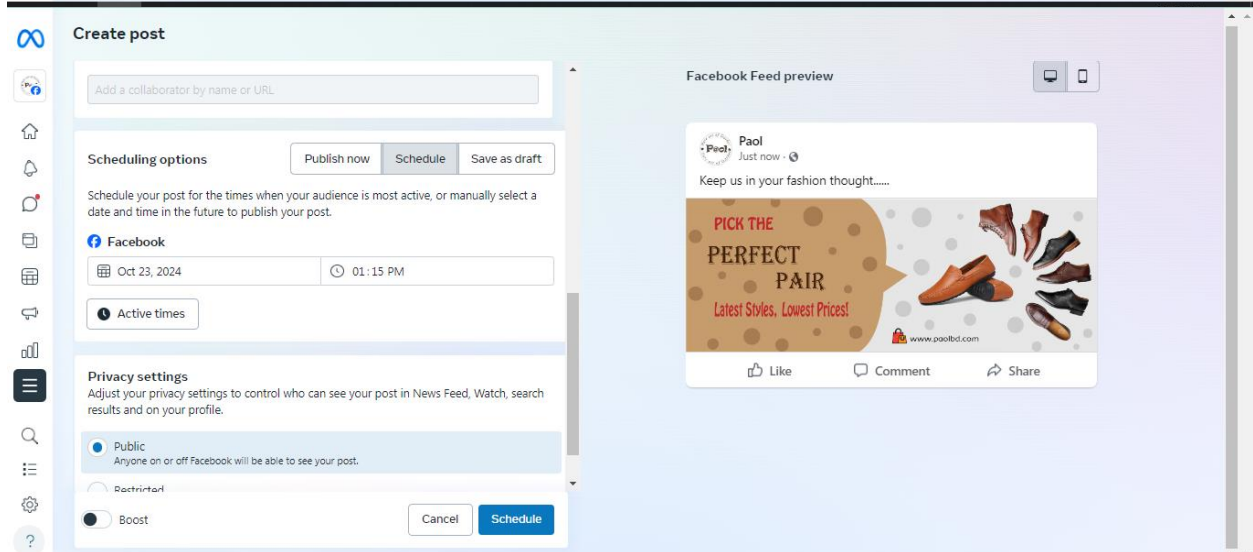 Create post
Add a collaborator by name or URL
Scheduling options
Publish now
Schedule
Save as draft
Schedule your post for the times when your audience is most active, or manually select a
date and time in the future to publish your post.
Facebook
Oct 23, 2024
01:15 PM
Active times
Privacy settings
Adjust your privacy settings to control who can see your post in News Feed, Watch, search
results and on your profile.
Public
Anyone on or off Facebook will be able to see your post.
Restricted
Boost
Cancel
Schedule
?
Facebook Feed preview
Paol
Paol
Just now ·
Keep us in your fashion thought......
PICK THE
PERFECT
PAIR
Latest Styles, Lowest Prices!
www.paolbd.com
Like
Comment
Share